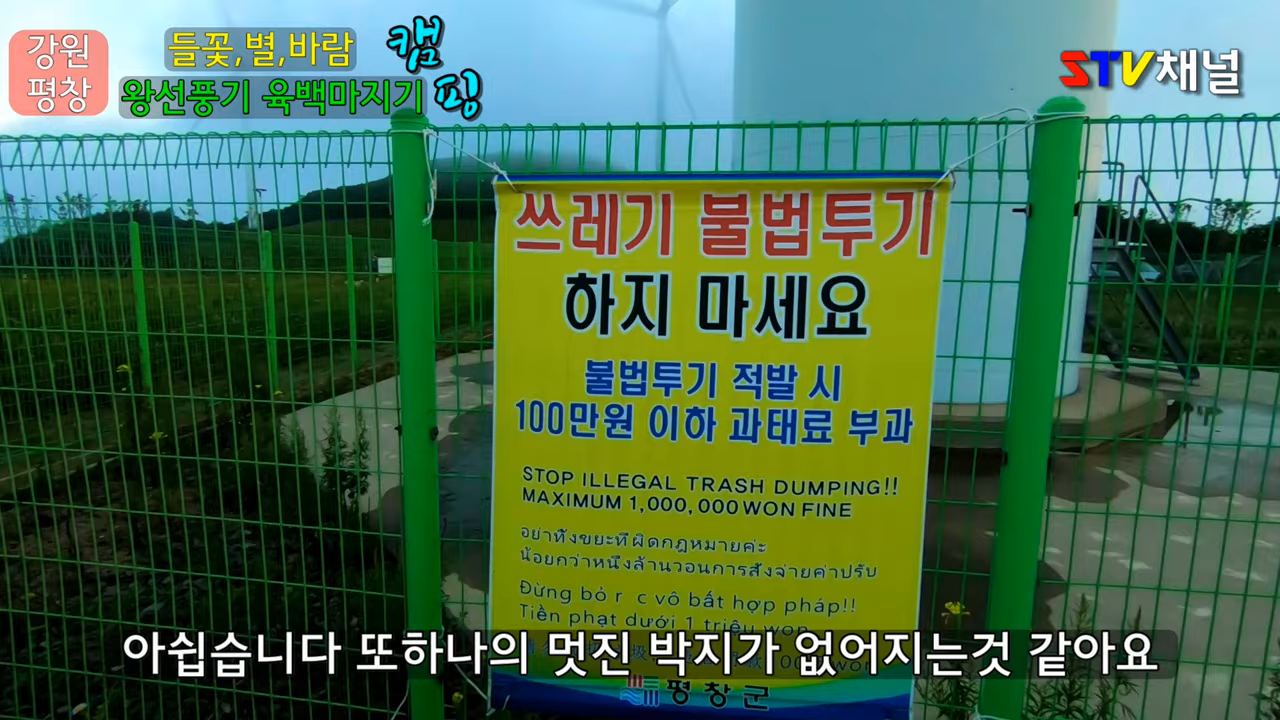 강원
평창
들꽃,별,바람
왕선풍기 육백마지기
캠
핑
STV채널
쓰레기 불법투기
하지 마세요
불법투기 적발 시
100만원 이하 과태료 부과
STOP ILLEGAL TRASH DUMPING!!
MAXIMUM 1,000,000 WON FINE
อย่าทิ้งขยะที่ผิดกฎหมายค่ะ
น้อยกว่าหนึ่งล้านวอนการสั่งจ่ายค่าปรับ
Đừng bỏ r c vô bất hợp pháp!!
Tiền phạt dưới 1 triệu won
아쉽습니다 또하나의 멋진 박지가 없어지는것 같아요
평창군